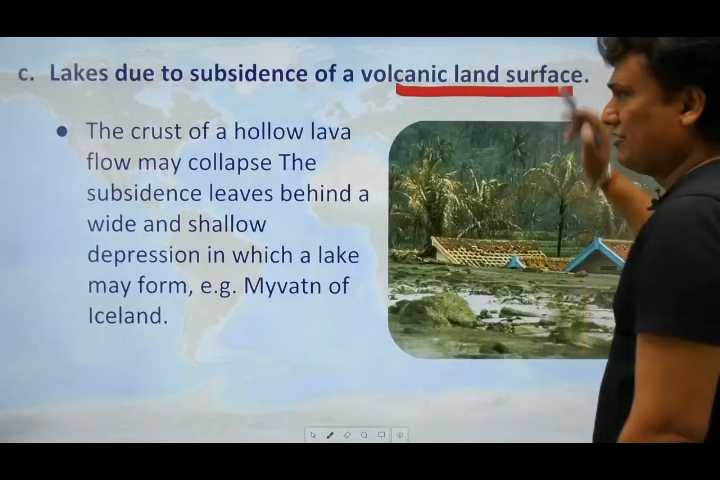 c. Lakes due to subsidence of a volcanic land surface.
● The crust of a hollow lava
flow may collapse The
subsidence leaves behind a
wide and shallow
depression in which a lake
may form, e.g. Myvatn of
Iceland.